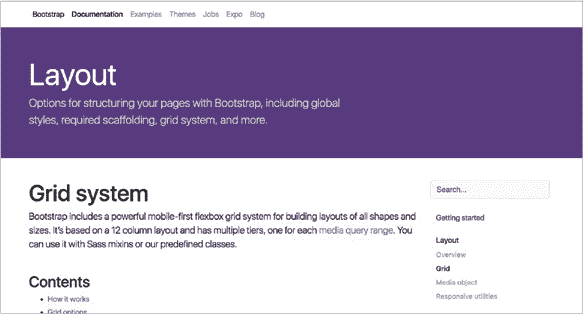 Bootstrap Documentation Examples Themes Jobs Expo Blog
Layout
Options for structuring your pages with Bootstrap, including global
styles, required scaffolding, grid system, and more.
Grid system
Bootstrap includes a powerful mobile-first flexbox grid system for building layouts of all shapes and
sizes. It's based on a 12 column layout and has multiple tiers, one for each media query range. You
can use it with Sass mixins or our predefined classes.
Contents
• How it works
• Grid options
Search...
Getting started
Layout
Overview
Grid
Media object
Responsive utilities